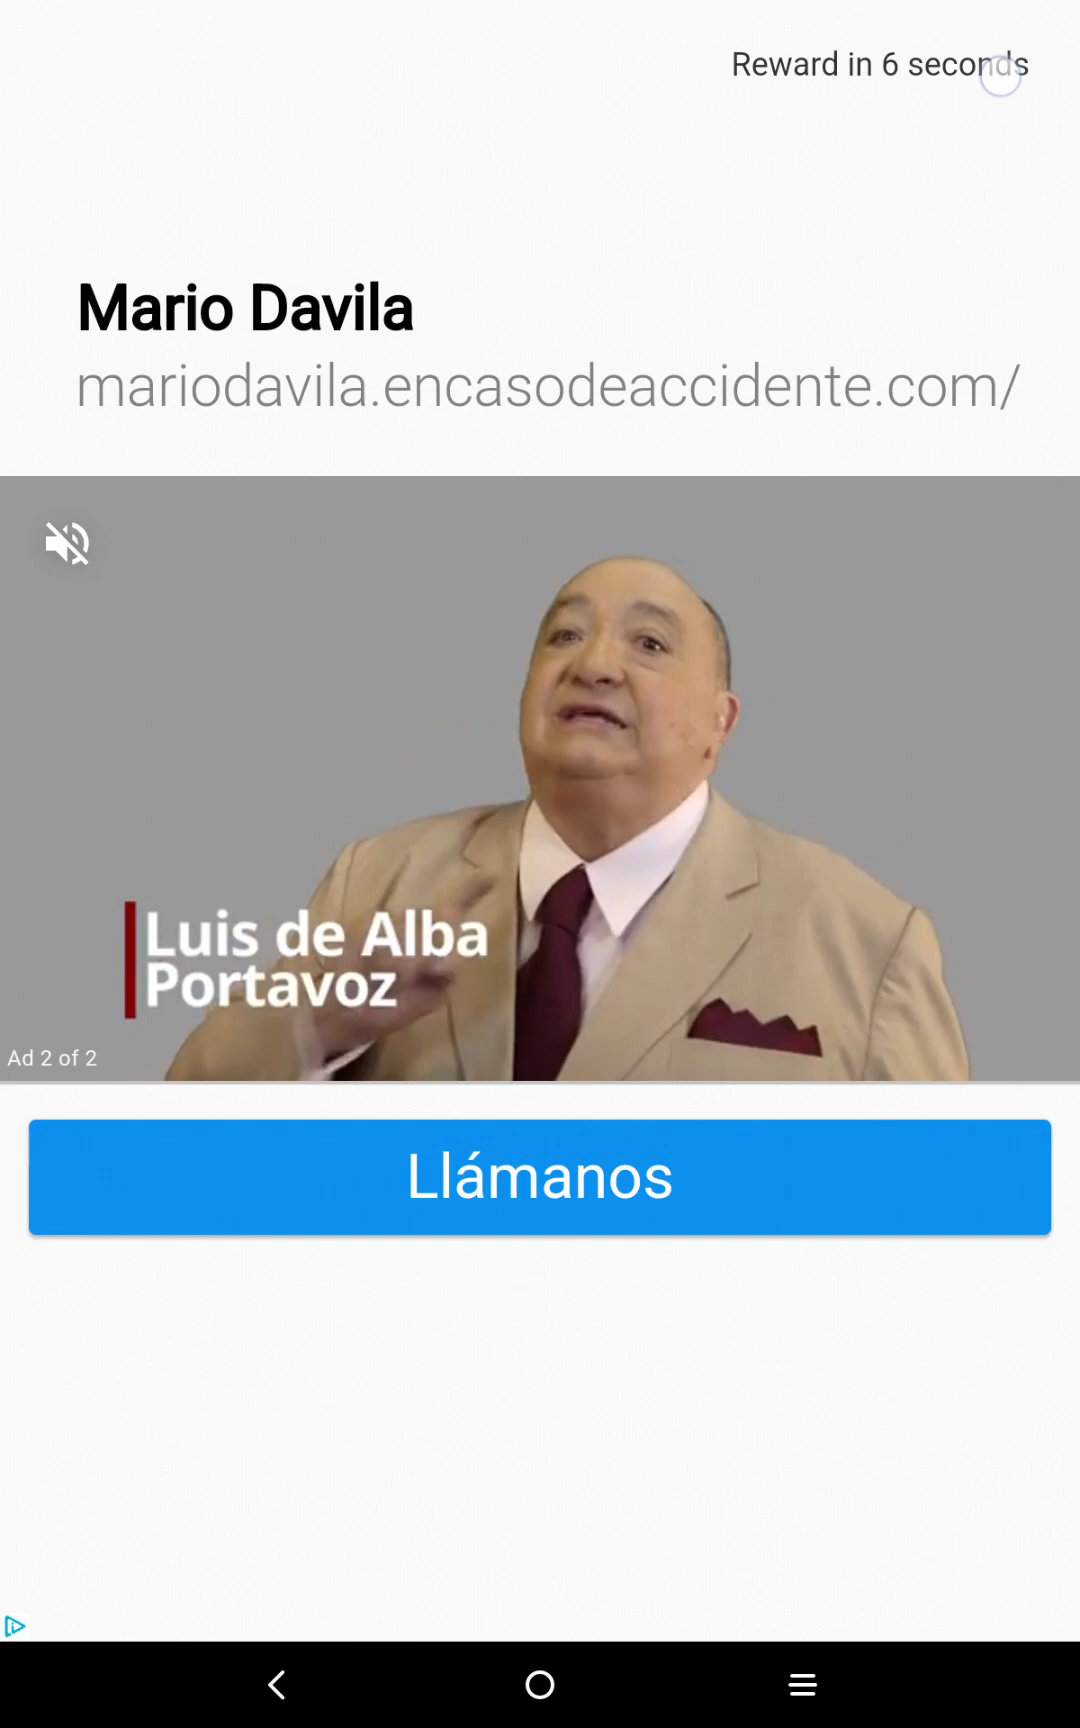 Reward in 6 seconds
Mario Davila
mariodavila.encasodeaccidente.com/
Luis de Alba
Portavoz
Ad 2 of 2
Llámanos